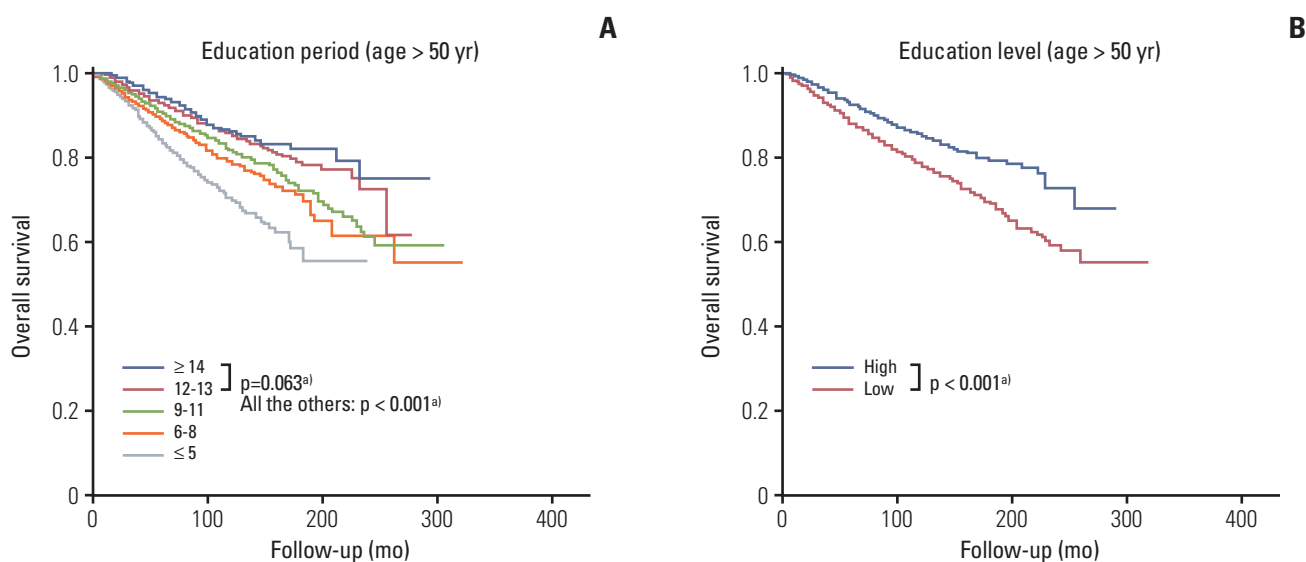 A
Education period (age > 50 yr)
1.0
0.8
0.6
0.4
0.2
0
Overall survival
≥ 14
12-13
9-11
6-8
≤ 5
p=0.063a)
All the others: p < 0.001a)
0 100 200 300 400
Follow-up (mo)
B
Education level (age > 50 yr)
1.0
0.8
0.6
0.4
0.2
0
Overall survival
High
Low
p < 0.001a)
0 100 200 300 400
Follow-up (mo)